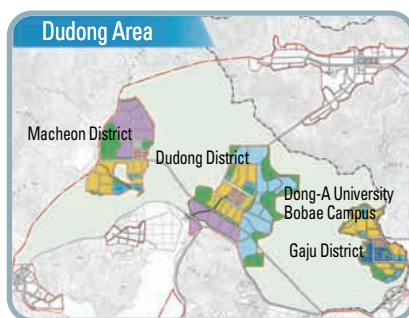 Dudong Area
Macheon District
Dudong District
Dong-A University
Bobae Campus
Gaju District